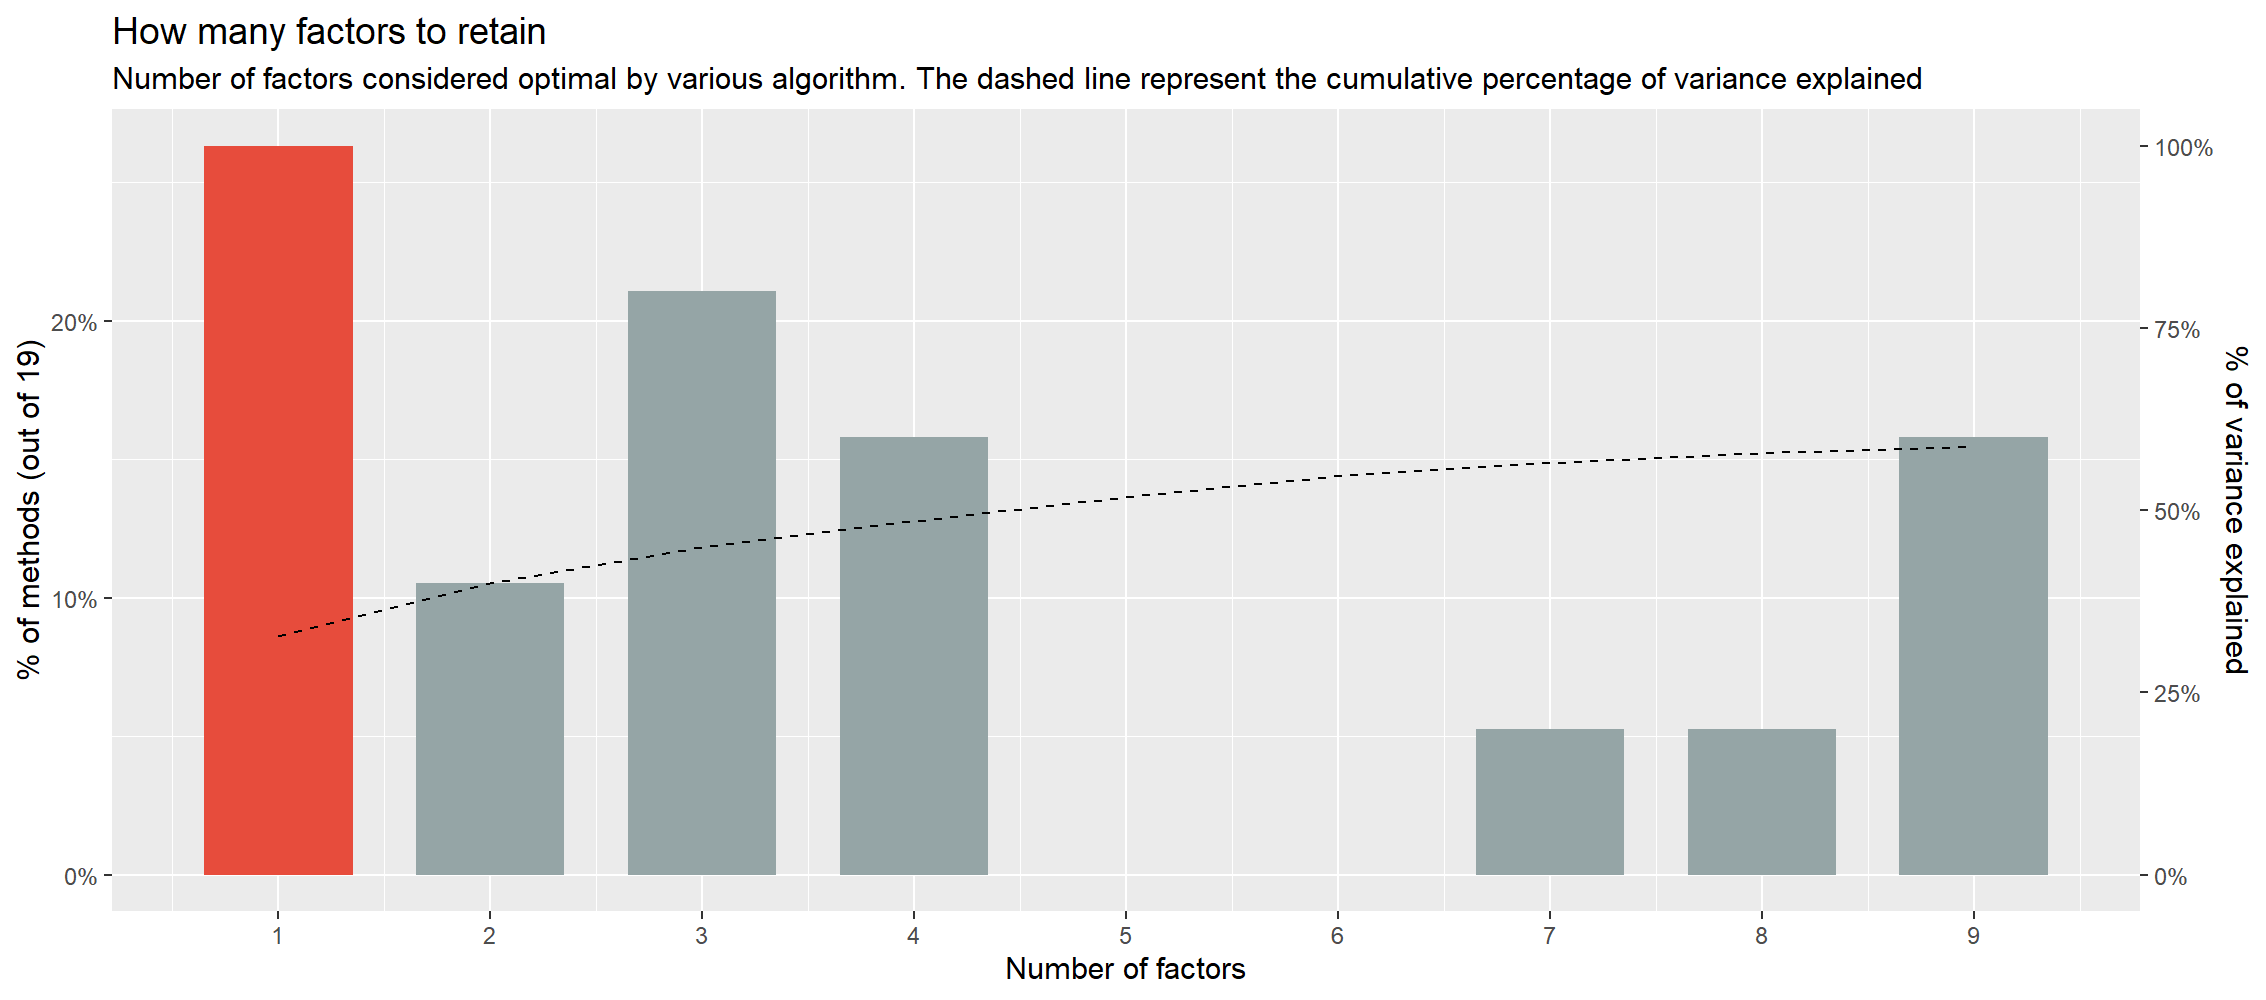 How many factors to retain
Number of factors considered optimal by various algorithm. The dashed line represent the cumulative percentage of variance explained
% of methods (out of 19)
20%
10%
0%
100%
75%
50%
25%
0%
% of variance explained
1 2 3 4 5 6 7 8 9
Number of factors